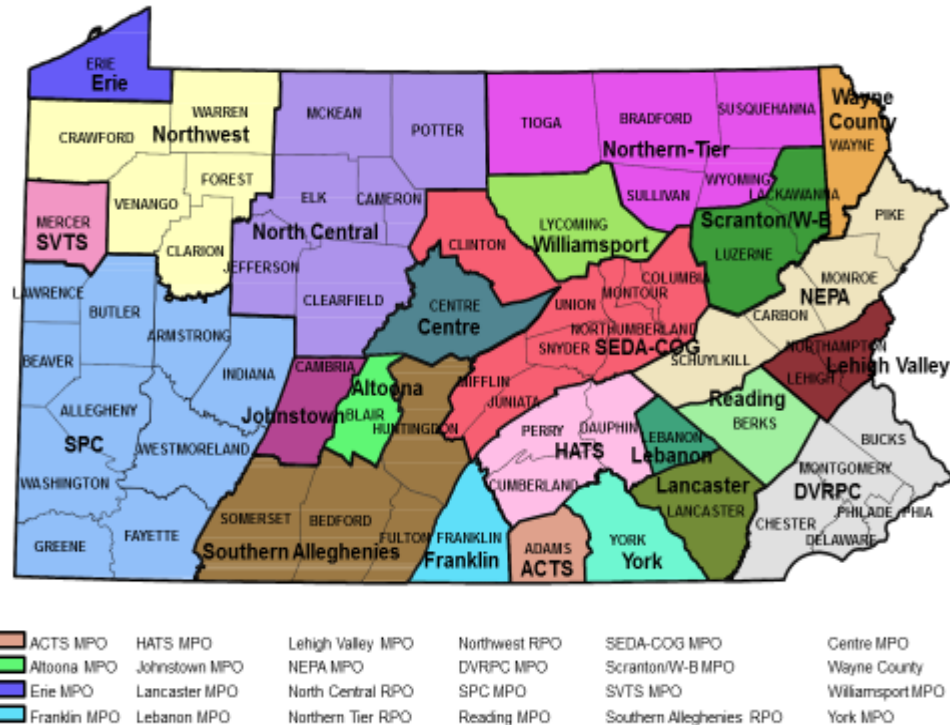 ERIE
Erie
CRAWFORD
WARREN
Northwest
FOREST
VENANGO
CLARION
MERCER
SVTS
MCKEAN
POTTER
ELK
CAMERON
North Central
JEFFERSON
CLEARFIELD
TIOGA
BRADFORD
SUSQUEHANNA
Northern-Tier
SULLIVAN
WYOMING
Wayne
County
WAYNE
LACKAWANNA
Scranton/W-B
LUZERNE
LYCOMING
Williamsport
CLINTON
CENTRE
Centre
COLUMBIA
UNION
MONTOUR
NORTHUMBERLAND
SNYDER
SEDA-COG
MIFFLIN
JUNIATA
PIKE
MONROE
NEPA
CARBON
SCHUYLKILL
NORTHAMPTON
Lehigh Valley
LEHIGH
LAWRENCE
BUTLER
ARMSTRONG
BEAVER
INDIANA
ALLEGHENY
SPC
WESTMORELAND
WASHINGTON
GREENE
FAYETTE
CAMBRIA
Johnstown
Altoona
BLAIR
HUNTINGDON
SOMERSET
BEDFORD
FULTON
Southern Alleghenies
FRANKLIN
Franklin
PERRY
DAUPHIN
HATS
CUMBERLAND
LEBANON
Lebanon
Reading
BERKS
Lancaster
LANCASTER
ADAMS
ACTS
YORK
York
BUCKS
MONTGOMERY
DVRPC
PHILADE PHIA
CHESTER
DELAWARE
ACTS MPO HATS MPO Lehigh Valley MPO Northwest RPO SEDA-COG MPO Centre MPO
Altoona MPO Johnstown MPO NEPA MPO DVRPC MPO Scranton/W-B MPO Wayne County
Erie MPO Lancaster MPO North Central RPO SPC MPO SVTS MPO Williamsport MPO
Franklin MPO Lebanon MPO Northern Tier RPO Reading MPO Southern Alleghenies RPO York MPO